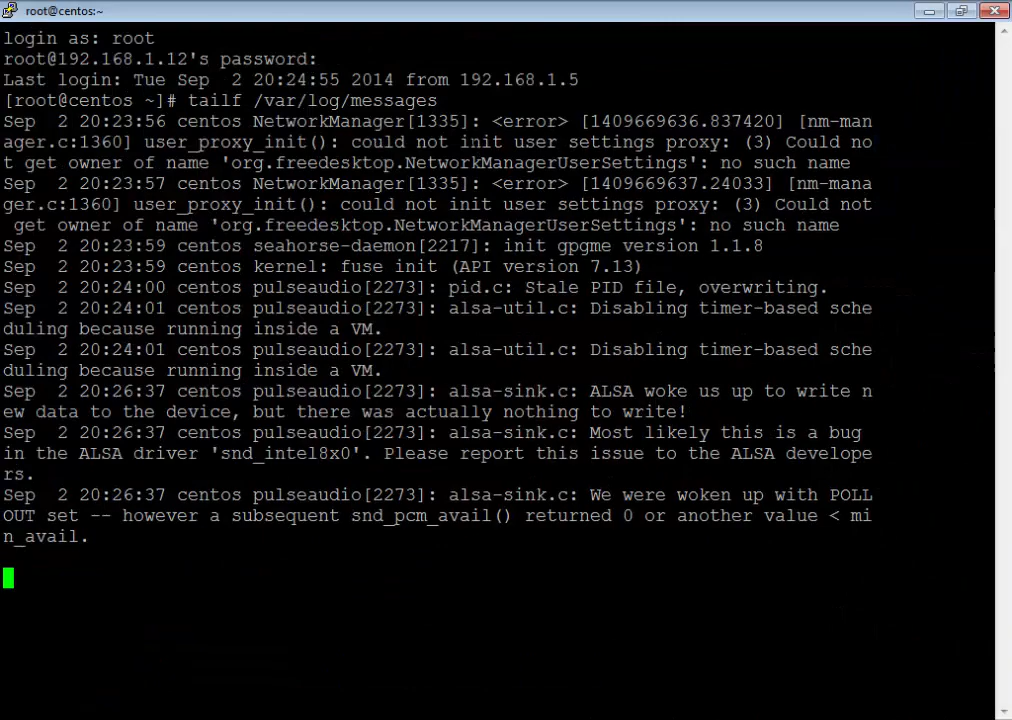 root@centos:~
login as: root
root@192.168.1.12's password:
Last login: Tue Sep  2 20:24:55 2014 from 192.168.1.5
[root@centos ~]# tailf /var/log/messages
Sep  2 20:23:56 centos NetworkManager[1335]: <error> [1409669636.837420] [nm-man
ager.c:1360] user_proxy_init(): could not init user settings proxy: (3) Could no
t get owner of name 'org.freedesktop.NetworkManagerUserSettings': no such name
Sep  2 20:23:57 centos NetworkManager[1335]: <error> [1409669637.24033] [nm-mana
ger.c:1360] user_proxy_init(): could not init user settings proxy: (3) Could not
 get owner of name 'org.freedesktop.NetworkManagerUserSettings': no such name
Sep  2 20:23:59 centos seahorse-daemon[2217]: init gpgme version 1.1.8
Sep  2 20:23:59 centos kernel: fuse init (API version 7.13)
Sep  2 20:24:00 centos pulseaudio[2273]: pid.c: Stale PID file, overwriting.
Sep  2 20:24:01 centos pulseaudio[2273]: alsa-util.c: Disabling timer-based sche
duling because running inside a VM.
Sep  2 20:24:01 centos pulseaudio[2273]: alsa-util.c: Disabling timer-based sche
duling because running inside a VM.
Sep  2 20:26:37 centos pulseaudio[2273]: alsa-sink.c: ALSA woke us up to write n
ew data to the device, but there was actually nothing to write!
Sep  2 20:26:37 centos pulseaudio[2273]: alsa-sink.c: Most likely this is a bug
in the ALSA driver 'snd_intel8x0'. Please report this issue to the ALSA develope
rs.
Sep  2 20:26:37 centos pulseaudio[2273]: alsa-sink.c: We were woken up with POLL
OUT set -- however a subsequent snd_pcm_avail() returned 0 or another value < mi
n_avail.